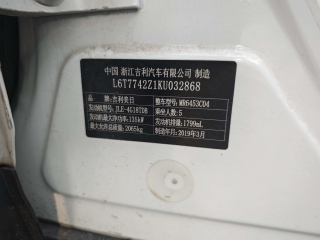 中国 浙江吉利汽车有限公司 制造
L6T7742Z1KU032868
品牌:吉利美日 整车型号:MR6453C04
发动机型号:JLE-4G18TDB 乘坐人数:5
发动机最大净功率:135kW 发动机排量:1799mL
最大允许总质量:2065kg 制造年月:2019年3月